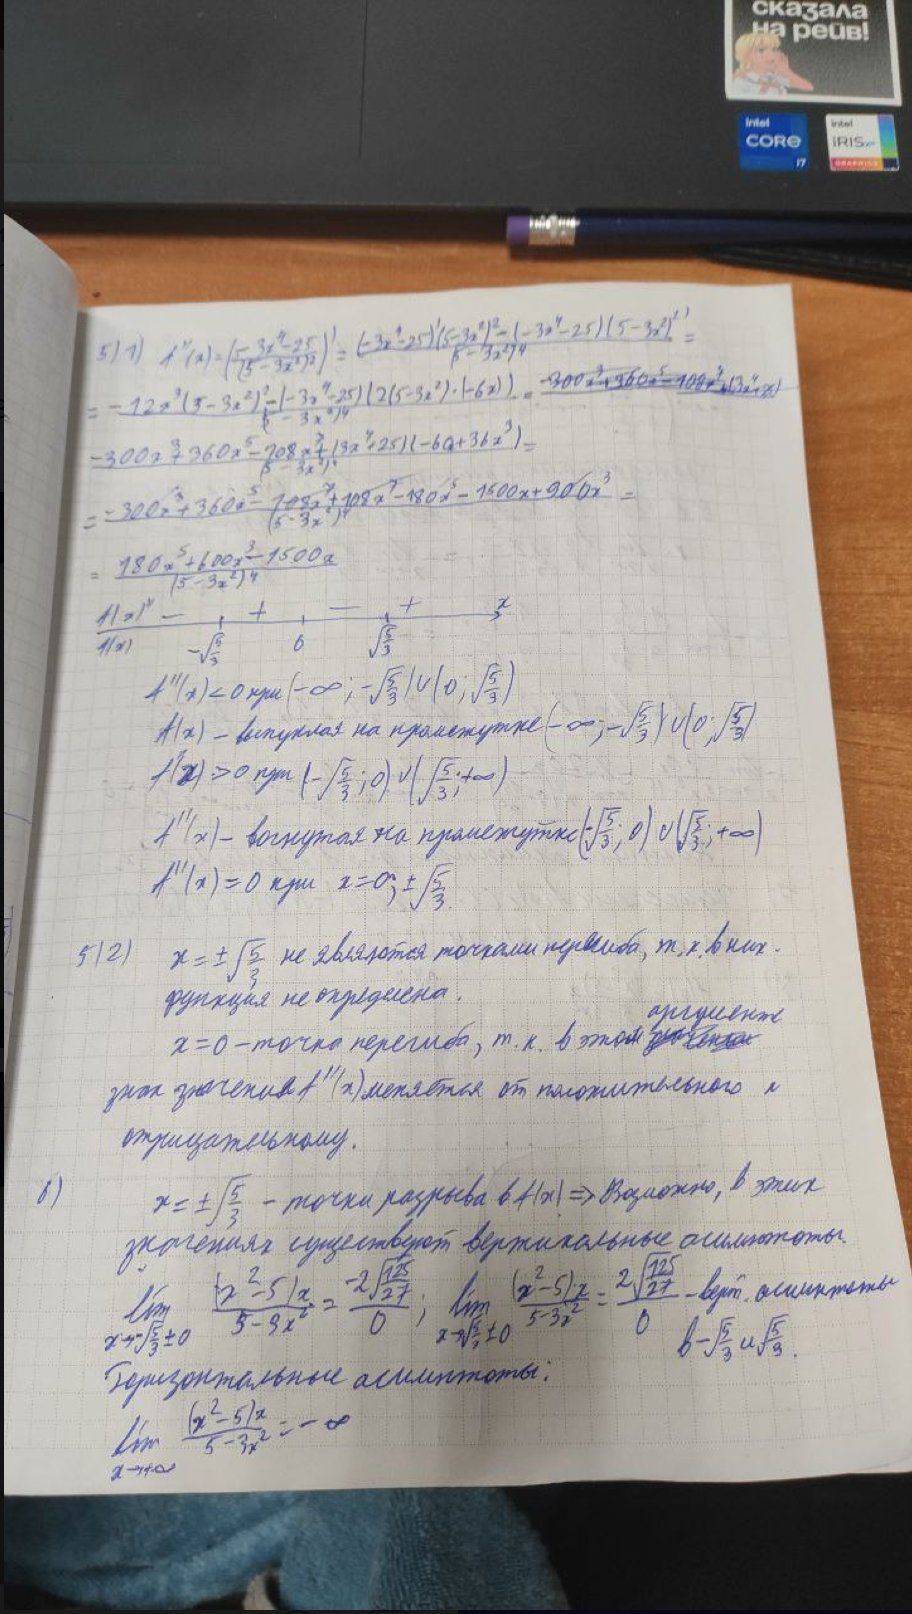 сказала
на рейв!
intel
CORE
i7
intel
iRIS xe
GRAPHICS
5) 1) f''(x) = (-3x⁴-25/(5-3x²)²)' = (-3x⁴-25)'(5-3x²)² - (-3x⁴-25)(5-3x²)²)'/(5-3x²)⁴ =
= -12x³(5-3x²)² - (-3x⁴-25)(2(5-3x²)·(-6x))/(5-3x²)⁴ =
-300x³+360x⁵-108x⁷+(3x⁴+25)(-60+36x³)/(5-3x²)⁴ =
= -300x³+360x⁵-108x⁷+108x⁷-180x⁵-1500x+900x³/(5-3x²)⁴ =
= 180x⁵+600x³-1500x/(5-3x²)⁴
f(x)'' − + − + x
f(x) -√5/3 0 √5/3
f''(x)<0 при (-∞; -√5/3) ∪ (0; √5/3)
f(x) – выпуклая на промежутке (-∞; -√5/3) ∪ (0; √5/3)
f''(x) > 0 при (-√5/3; 0) ∪ (√5/3; +∞)
f''(x) – вогнутая на промежутке (-√5/3; 0) ∪ (√5/3; +∞)
f''(x) = 0 при x=0; ±√5/3.
5) 2) x = ±√5/3 не являются точками перегиба, т.к. в них
функция не определена.
x=0 – точка перегиба, т.к. в этом аргументе
знак значения f''(x) меняется от положительного к
отрицательному.
6) x = ±√5/3 – точки разрыва в f(x) => Возможно, в этих
значениях существуют вертикальные асимптоты.
lim x→-√5/3±0 (x²-5)x/5-3x² = -2√125/27/0; lim x→√5/3±0 (x²-5)x/5-3x² = 2√125/27/0 – верт. асимптоты
в -√5/3 и √5/3.
Горизонтальные асимптоты:
lim x→+∞ (x²-5)x/5-3x² = -∞